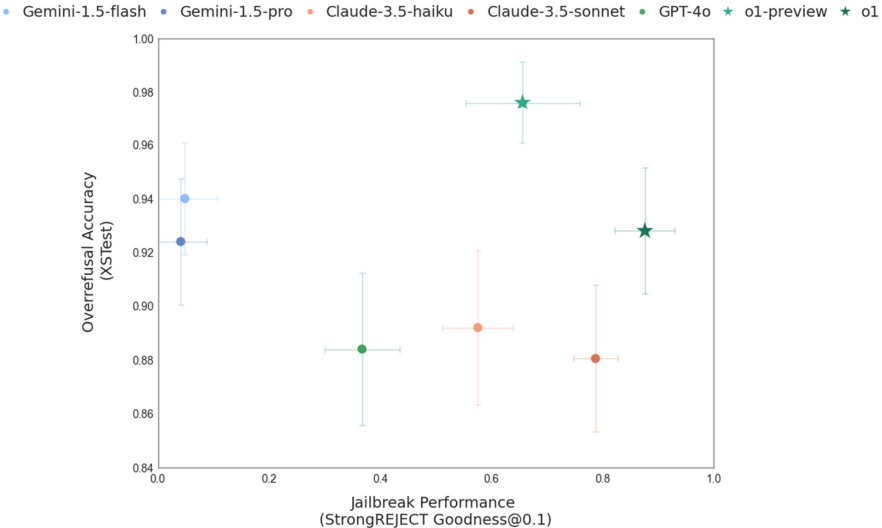 Gemini-1.5-flash Gemini-1.5-pro Claude-3.5-haiku Claude-3.5-sonnet GPT-4o o1-preview o1
1.00
0.98
0.96
0.94
0.92
0.90
0.88
0.86
0.84
Overrefusal Accuracy
(XSTest)
0.0 0.2 0.4 0.6 0.8 1.0
Jailbreak Performance
(StrongREJECT Goodness@0.1)